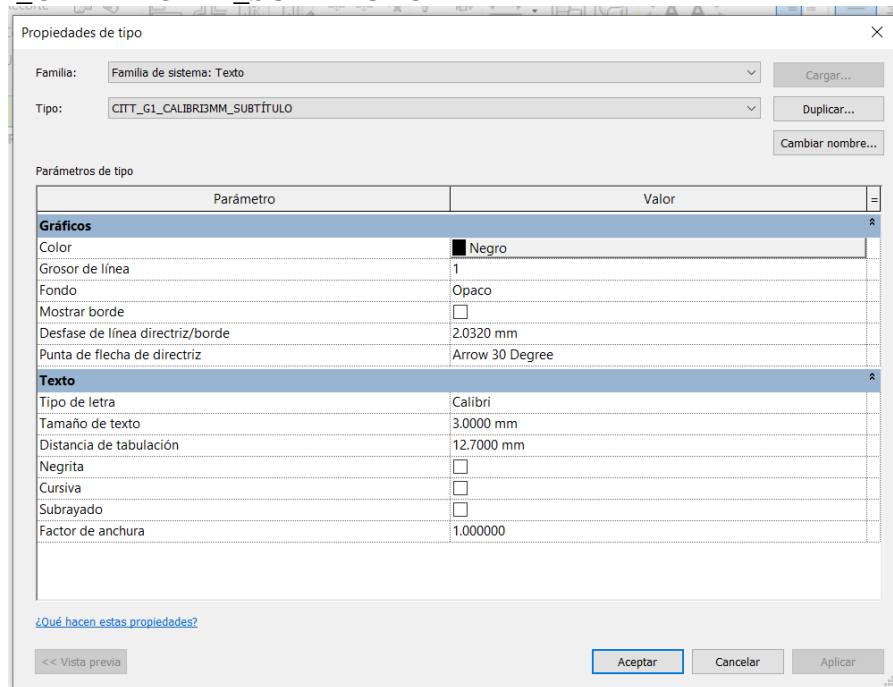 Propiedades de tipo
Familia: Familia de sistema: Texto Cargar...
Tipo: CITT_G1_CALIBRI3MM_SUBTÍTULO Duplicar...
Cambiar nombre...
Parámetros de tipo
Parámetro Valor =
Gráficos
Color Negro
Grosor de línea 1
Fondo Opaco
Mostrar borde
Desfase de línea directriz/borde 2.0320 mm
Punta de flecha de directriz Arrow 30 Degree
Texto
Tipo de letra Calibri
Tamaño de texto 3.0000 mm
Distancia de tabulación 12.7000 mm
Negrita
Cursiva
Subrayado
Factor de anchura 1.000000
¿Qué hacen estas propiedades?
<< Vista previa Aceptar Cancelar Aplicar